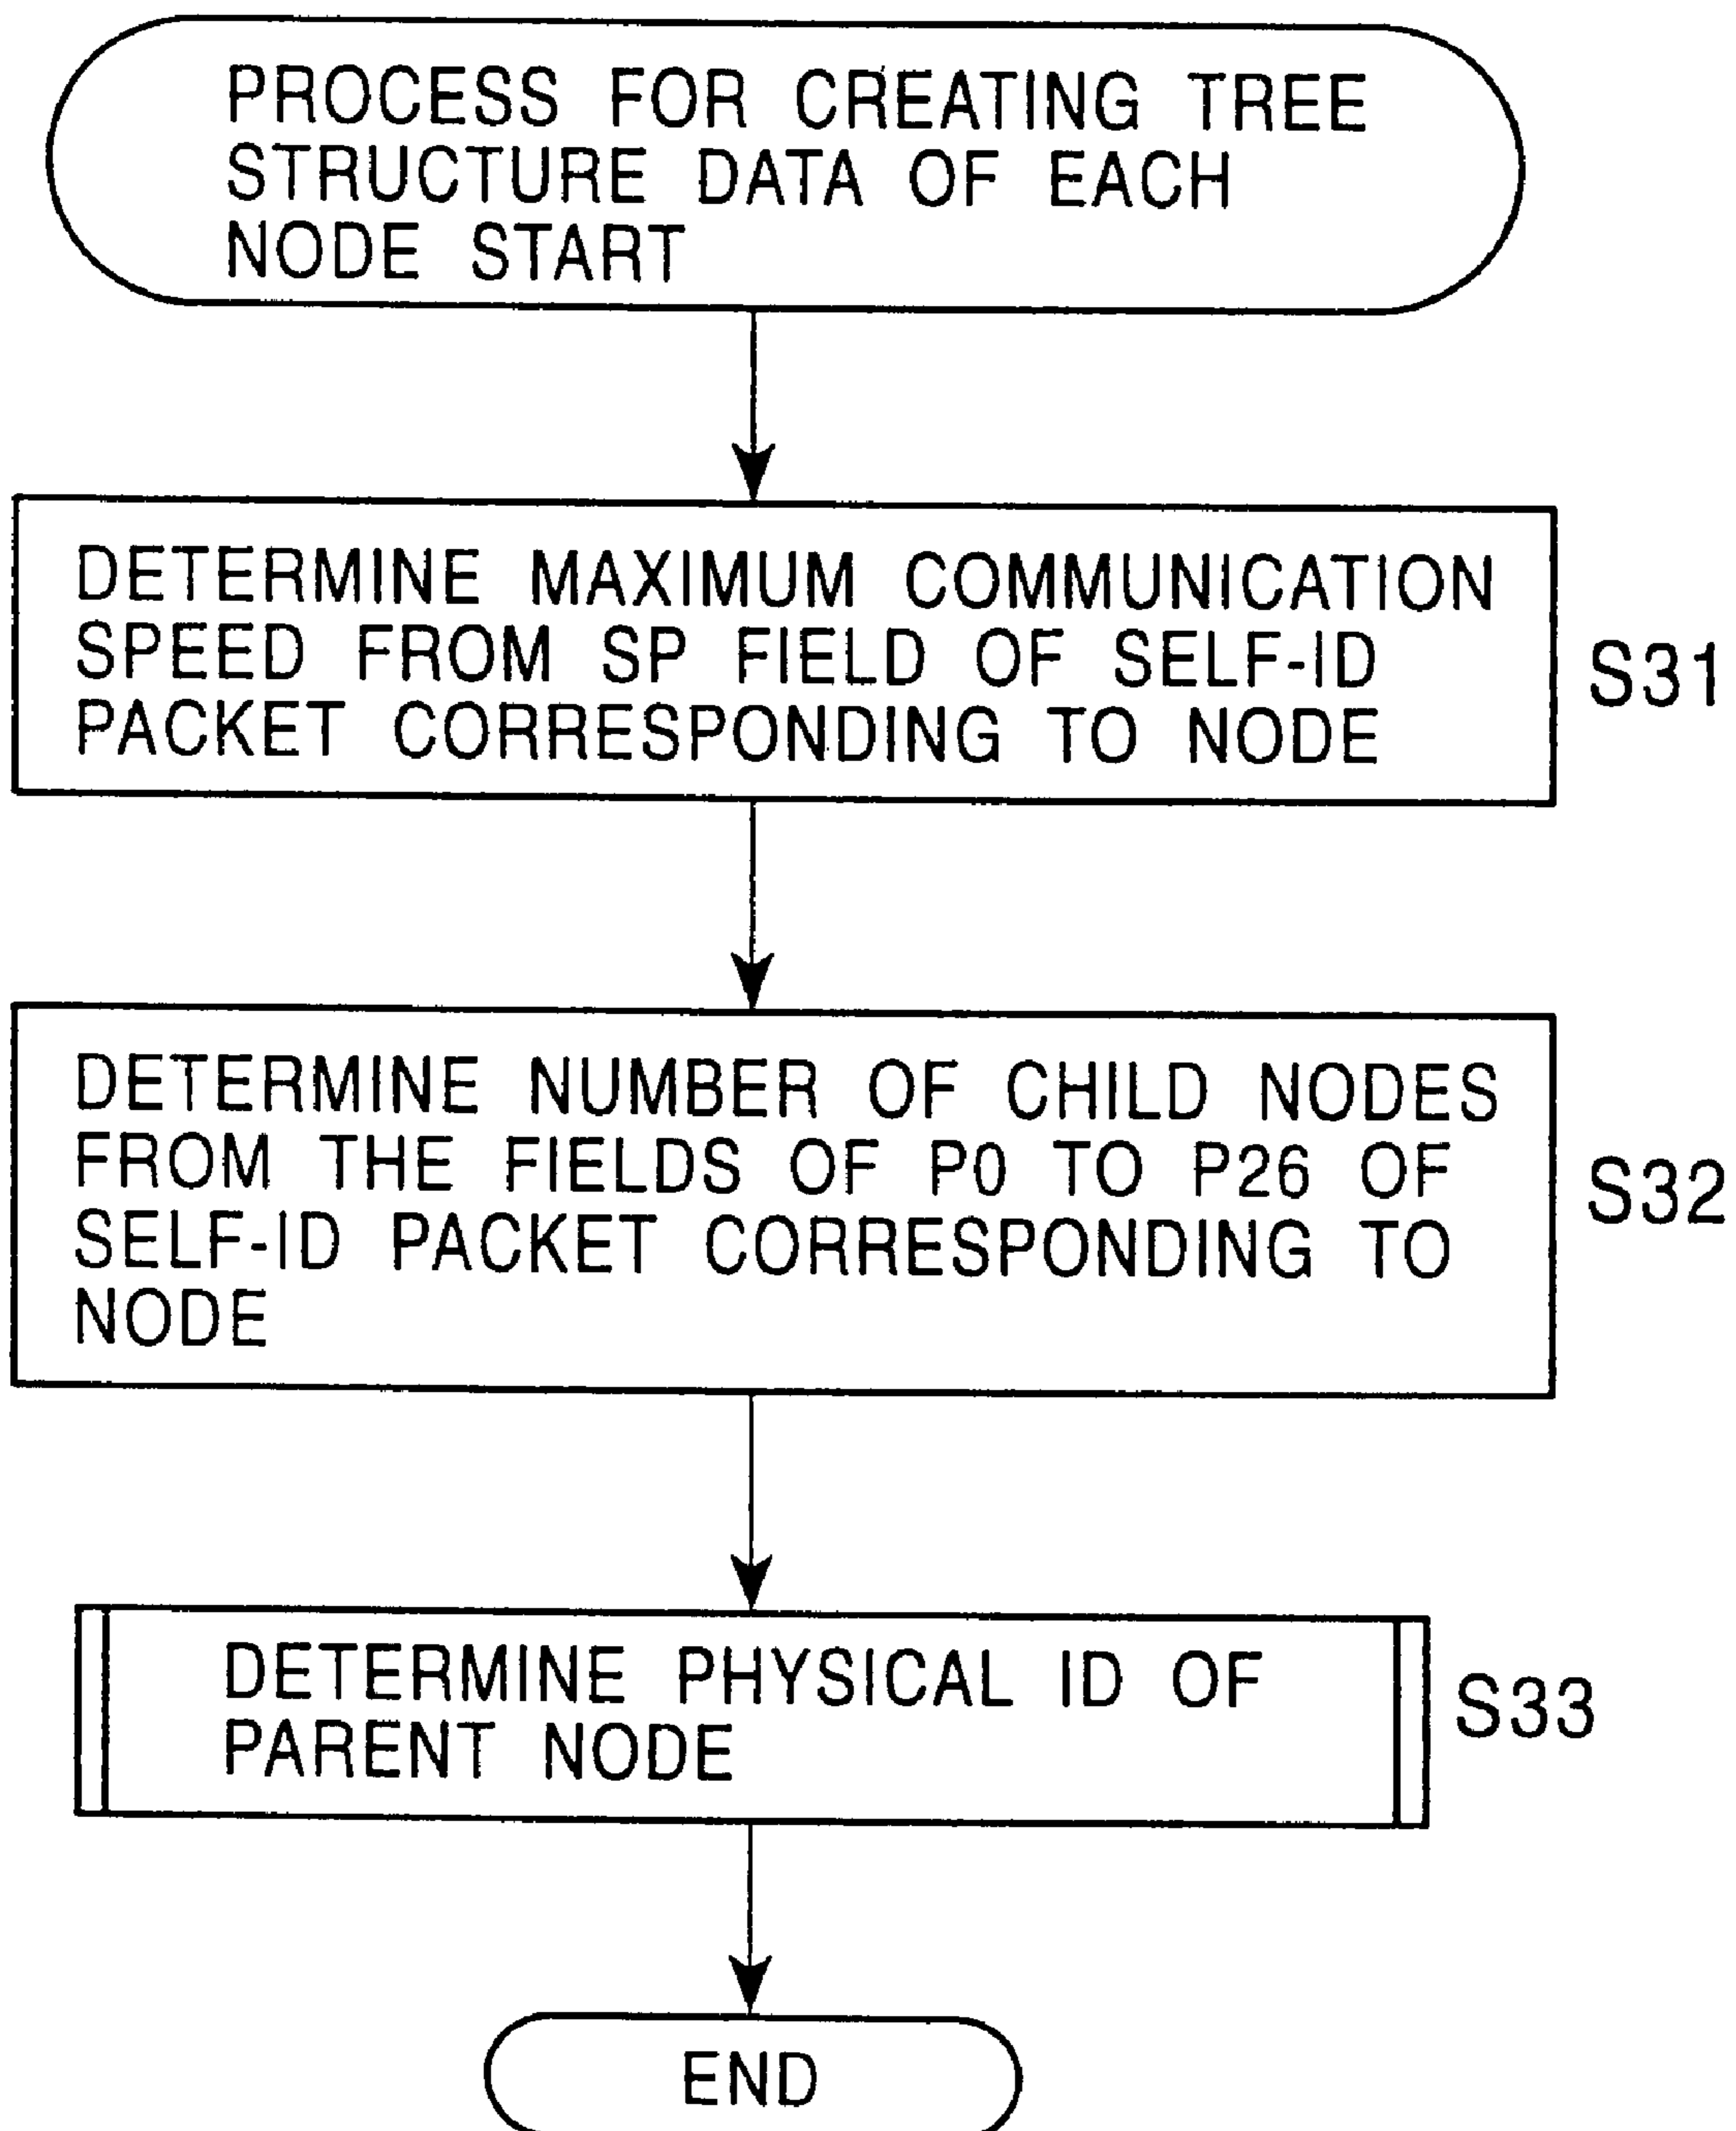 PROCESS FOR CREATING TREE
STRUCTURE DATA OF EACH
NODE START
DETERMINE MAXIMUM COMMUNICATION
SPEED FROM SP FIELD OF SELF-ID
PACKET CORRESPONDING TO NODE
S31
DETERMINE NUMBER OF CHILD NODES
FROM THE FIELDS OF P0 TO P26 OF
SELF-ID PACKET CORRESPONDING TO
NODE
S32
DETERMINE PHYSICAL ID OF
PARENT NODE
S33
END